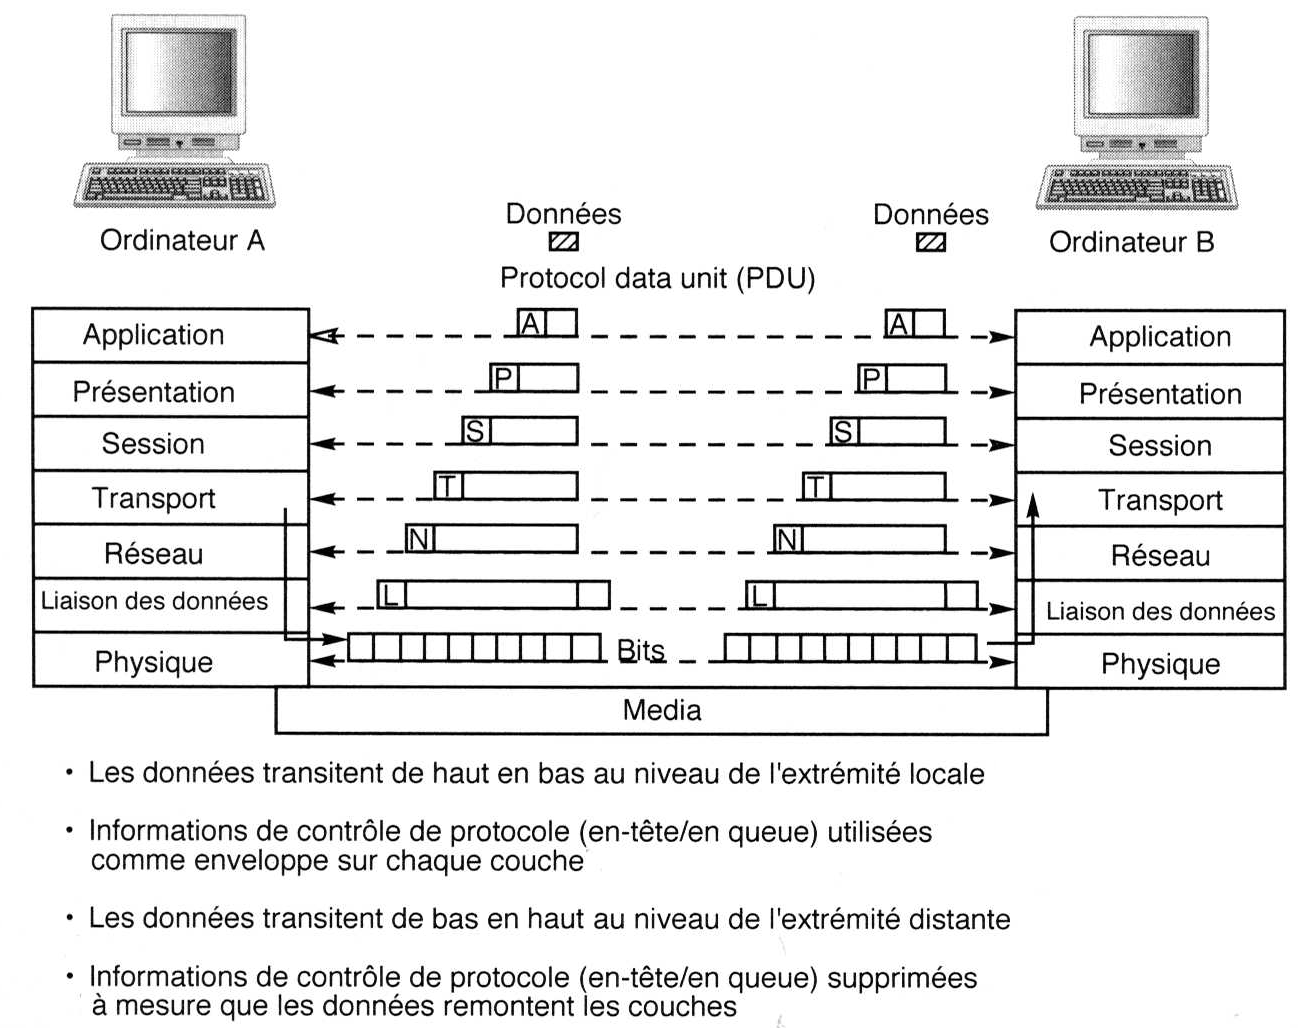 Ordinateur A
Données
Données
Ordinateur B
Protocol data unit (PDU)
Application
A
A
Application
Présentation
P
P
Présentation
Session
S
S
Session
Transport
T
T
Transport
Réseau
N
N
Réseau
Liaison des données
L
L
Liaison des données
Physique
Bits
Physique
Media
• Les données transitent de haut en bas au niveau de l'extrémité locale
• Informations de contrôle de protocole (en-tête/en queue) utilisées
comme enveloppe sur chaque couche
• Les données transitent de bas en haut au niveau de l'extrémité distante
• Informations de contrôle de protocole (en-tête/en queue) supprimées
à mesure que les données remontent les couches